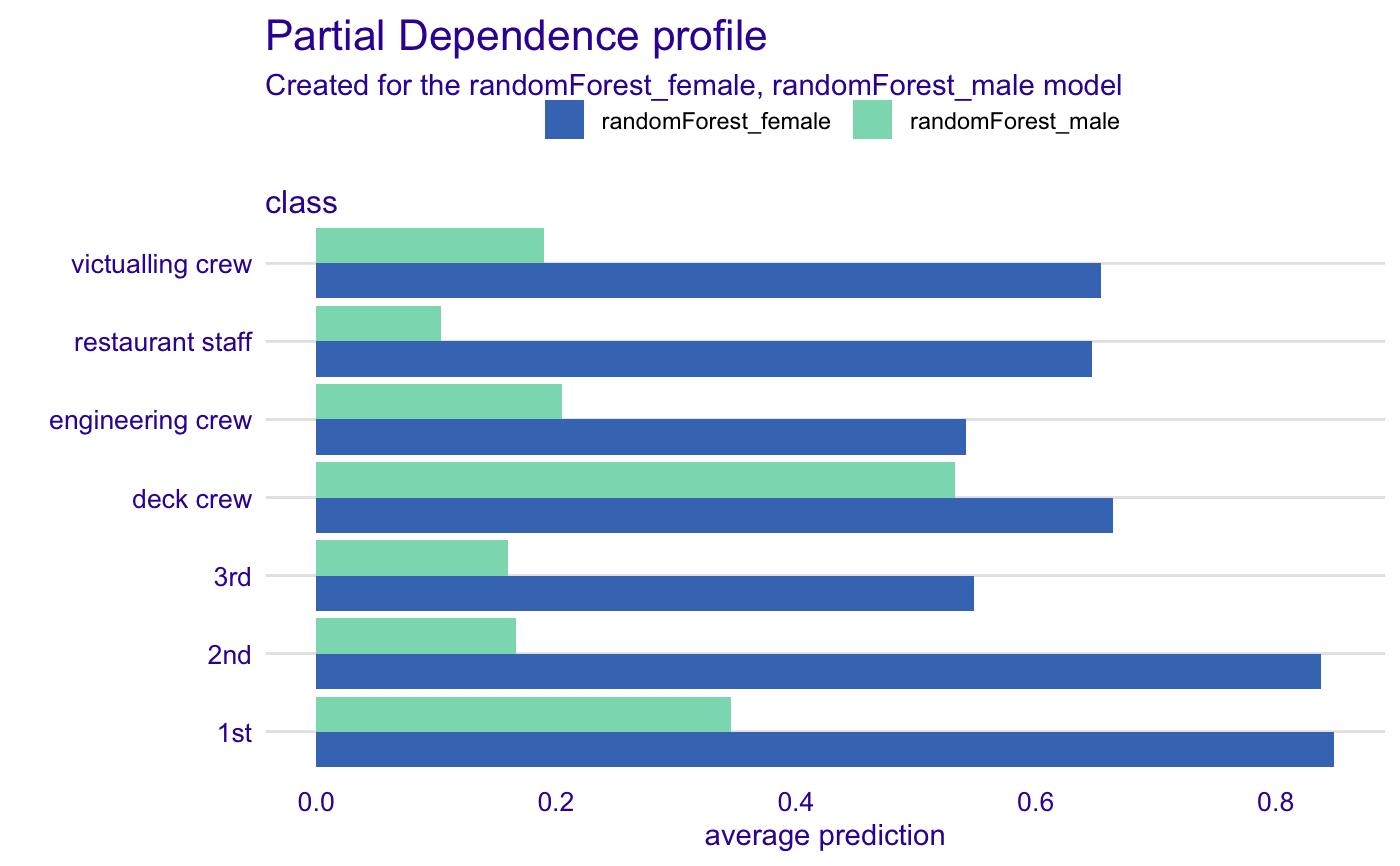 Partial Dependence profile
Created for the randomForest_female, randomForest_male model
randomForest_female randomForest_male
class
victualling crew
restaurant staff
engineering crew
deck crew
3rd
2nd
1st
0.0 0.2 0.4 0.6 0.8
average prediction